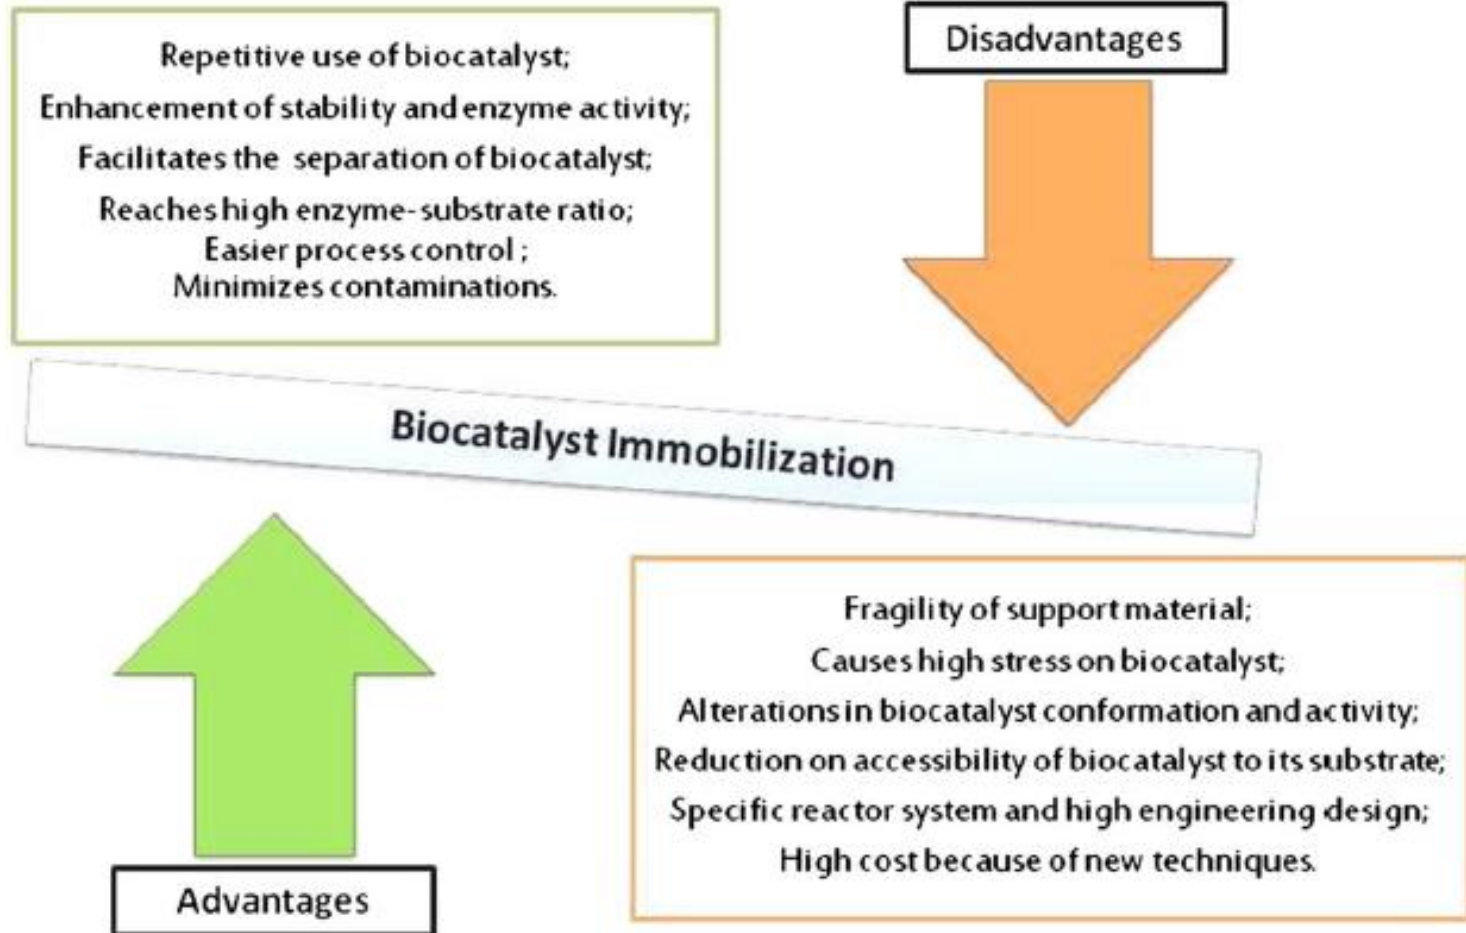 Repetitive use of biocatalyst;
Enhancement of stability and enzyme activity;
Facilitates the separation of biocatalyst;
Reaches high enzyme-substrate ratio;
Easier process control ;
Minimizes contaminations.
Disadvantages
Biocatalyst Immobilization
Advantages
Fragility of support material;
Causes high stress on biocatalyst;
Alterations in biocatalyst conformation and activity;
Reduction on accessibility of biocatalyst to its substrate;
Specific reactor system and high engineering design;
High cost because of new techniques.